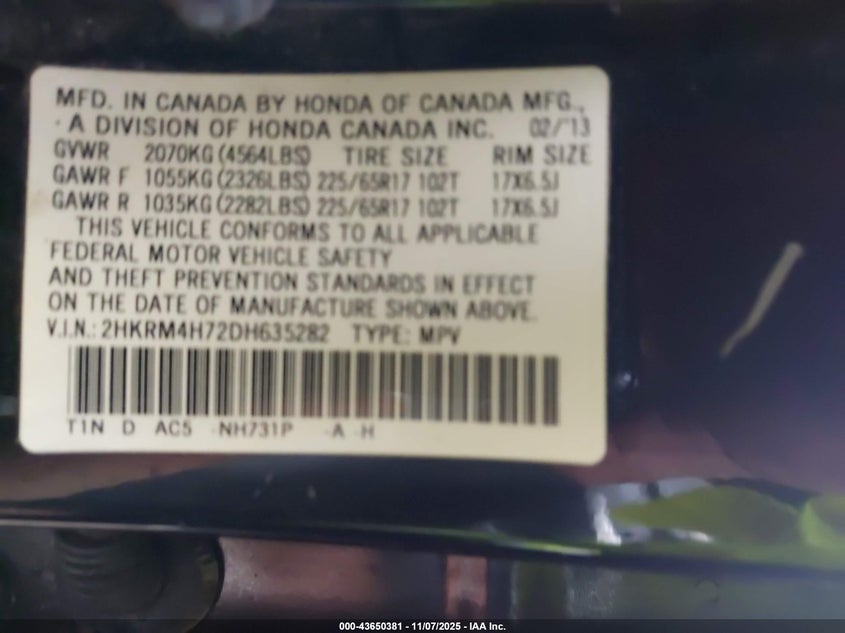 MFD. IN CANADA BY HONDA OF CANADA MFG.,
A DIVISION OF HONDA CANADA INC. 02/'13
GVWR 2070KG (4564LBS) TIRE SIZE RIM SIZE
GAWR F 1055KG (2326LBS) 225/65R17 102T 17X6.5J
GAWR R 1035KG (2282LBS) 225/65R17 102T 17X6.5J
THIS VEHICLE CONFORMS TO ALL APPLICABLE
FEDERAL MOTOR VEHICLE SAFETY
AND THEFT PREVENTION STANDARDS IN EFFECT
ON THE DATE OF MANUFACTURE SHOWN ABOVE.
V.I.N.: 2HKRM4H72DH635282 TYPE: MPV
T1N D AC5 -NH731P -A -H
000-43650381 - 11/07/2025 - IAA Inc.